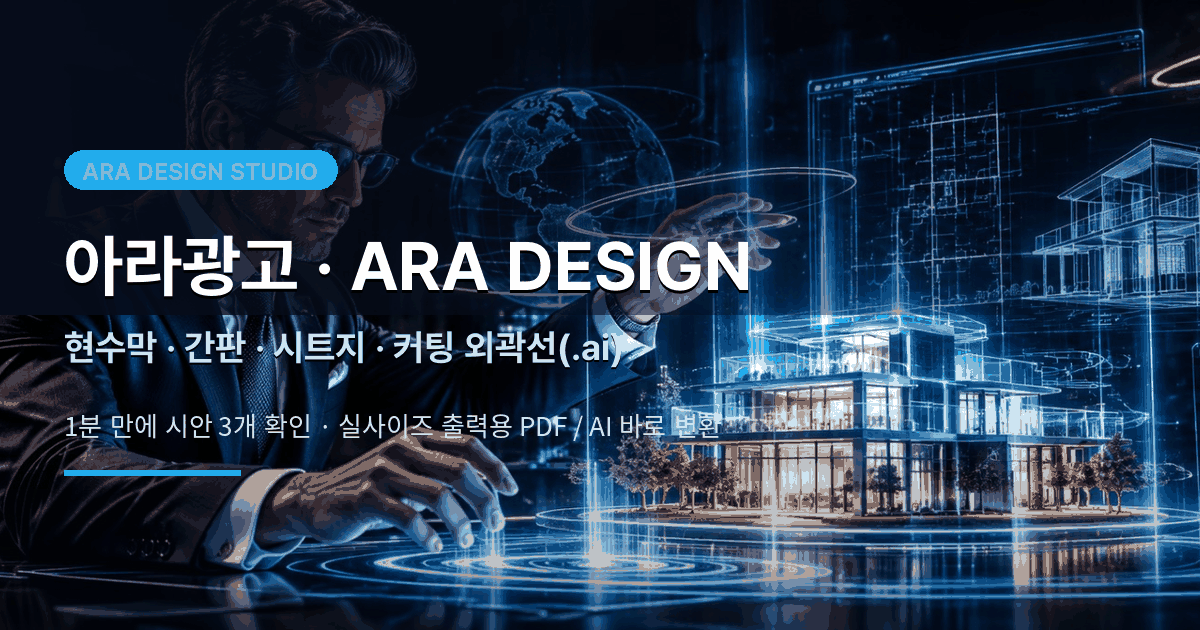 ARA DESIGN STUDIO
아라광고 · ARA DESIGN
현수막 · 간판 · 시트지 · 커팅 외곽선(.ai)
1분 만에 시안 3개 확인 · 실사이즈 출력용 PDF / AI 바로 변환